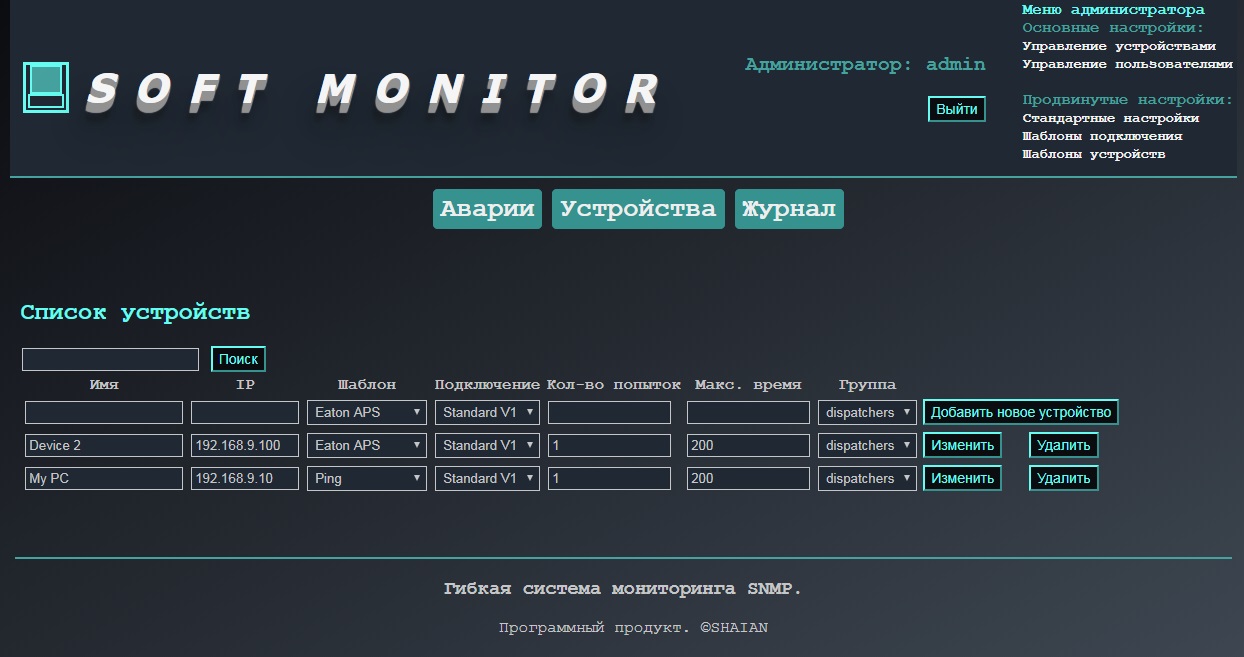 SOFT MONITOR
Администратор: admin
Выйти
Меню администратора
Основные настройки:
Управление устройствами
Управление пользователями
Продвинутые настройки:
Стандартные настройки
Шаблоны подключения
Шаблоны устройств
Аварии Устройства Журнал
Список устройств
Поиск
Имя IP Шаблон Подключение Кол-во попыток Макс. время Группа
Eaton APS Standard V1 dispatchers Добавить новое устройство
Device 2 192.168.9.100 Eaton APS Standard V1 1 200 dispatchers Изменить Удалить
My PC 192.168.9.10 Ping Standard V1 1 200 dispatchers Изменить Удалить
Гибкая система мониторинга SNMP.
Программный продукт. ©SHAIAN